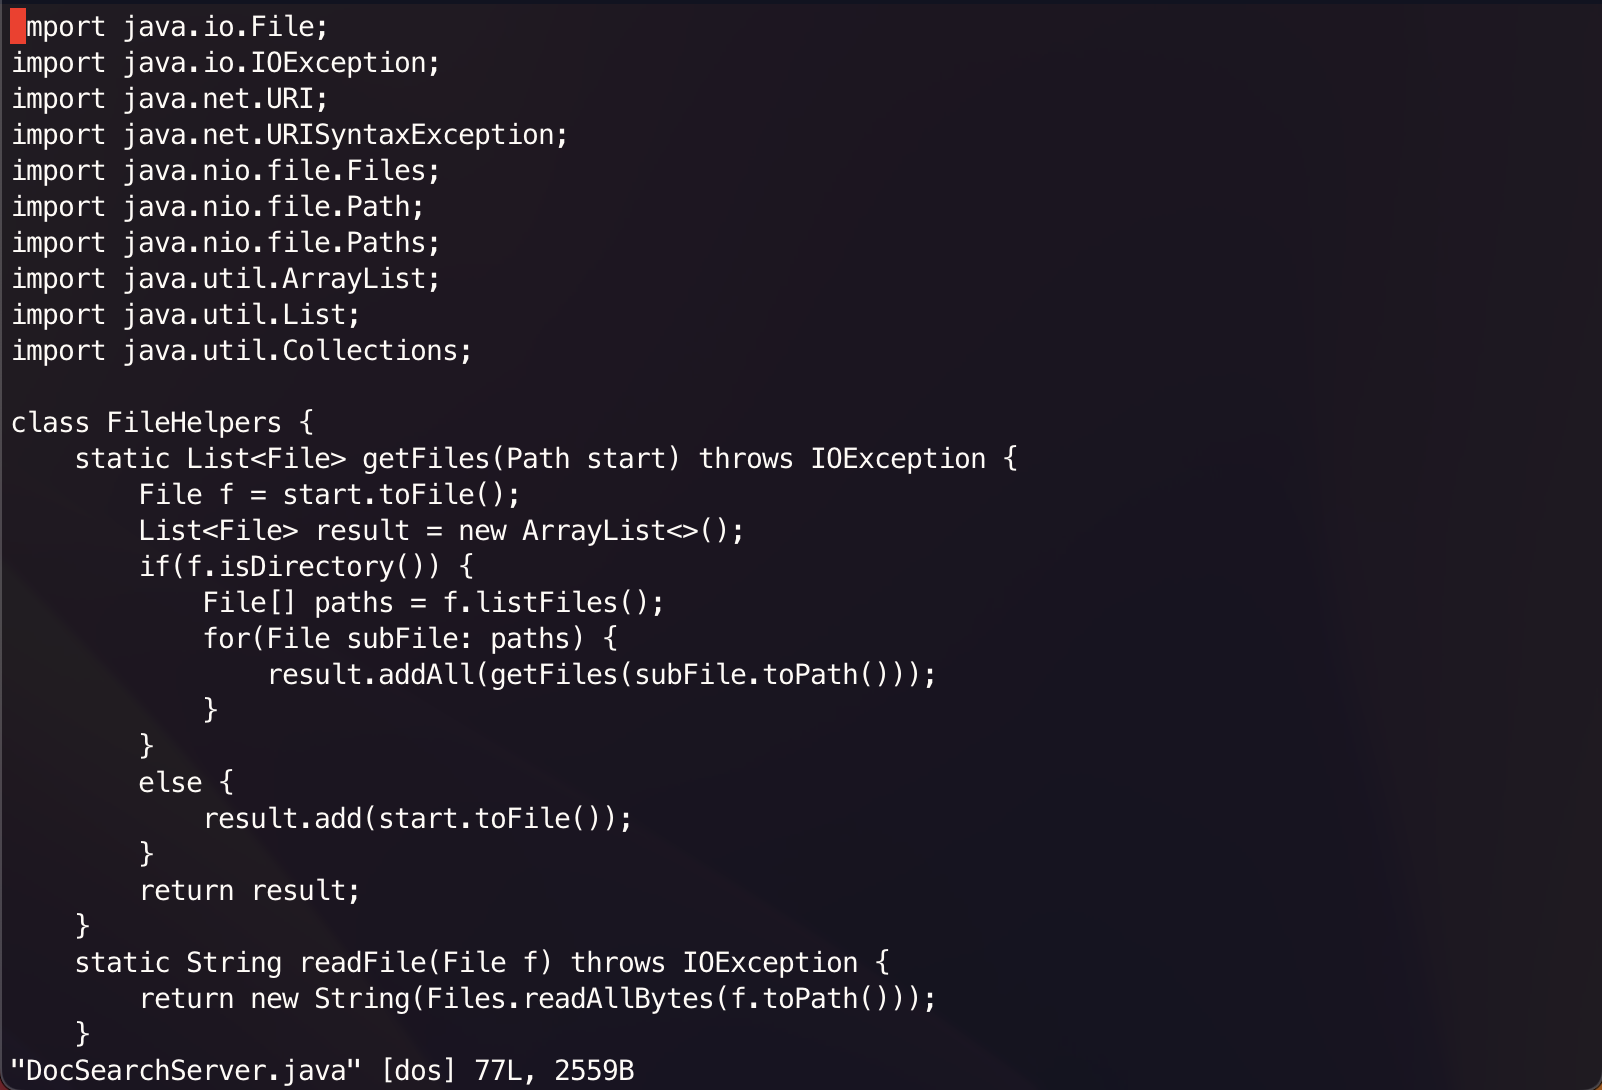 mport java.io.File;
import java.io.IOException;
import java.net.URI;
import java.net.URISyntaxException;
import java.nio.file.Files;
import java.nio.file.Path;
import java.nio.file.Paths;
import java.util.ArrayList;
import java.util.List;
import java.util.Collections;

class FileHelpers {
    static List<File> getFiles(Path start) throws IOException {
        File f = start.toFile();
        List<File> result = new ArrayList<>();
        if(f.isDirectory()) {
            File[] paths = f.listFiles();
            for(File subFile: paths) {
                result.addAll(getFiles(subFile.toPath()));
            }
        }
        else {
            result.add(start.toFile());
        }
        return result;
    }
    static String readFile(File f) throws IOException {
        return new String(Files.readAllBytes(f.toPath()));
    }
"DocSearchServer.java" [dos] 77L, 2559B